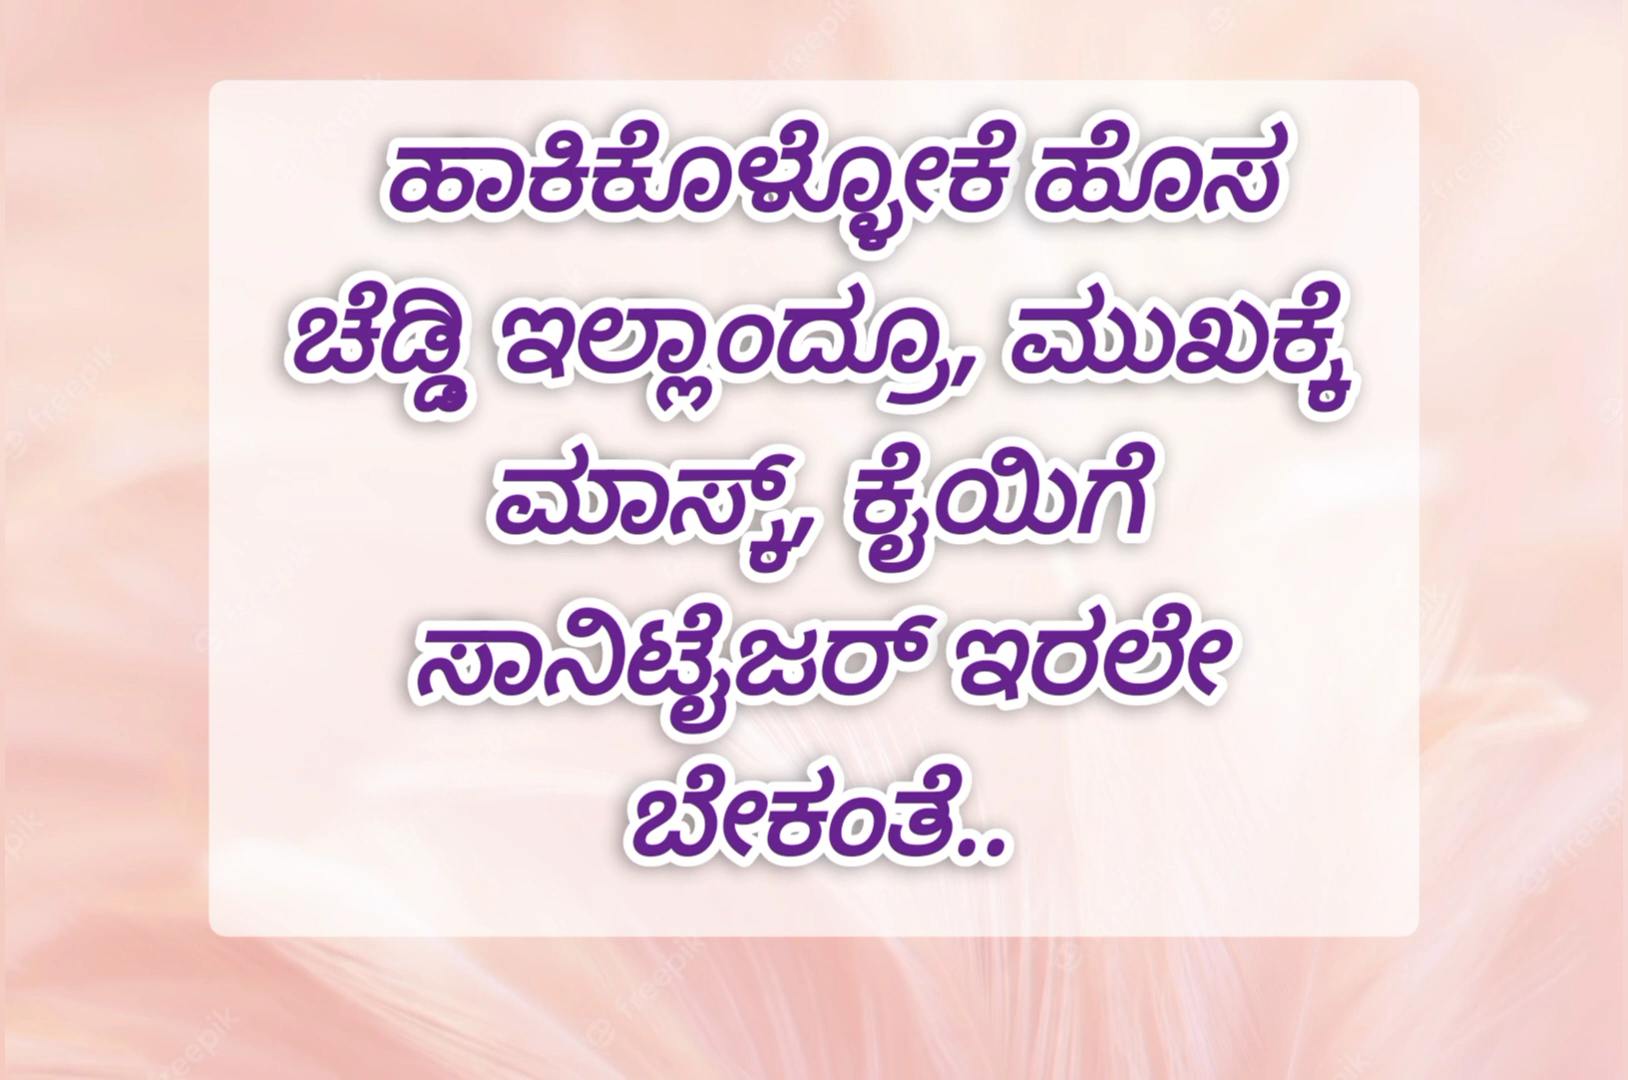 ಹಾಕಿಕೊಳ್ಳೋಕೆ ಹೊಸ
ಚೆಡ್ಡಿ ಇಲ್ಲಾಂದ್ರೂ, ಮುಖಕ್ಕೆ
ಮಾಸ್ಕ್, ಕೈಯಿಗೆ
ಸಾನಿಟೈಜರ್ ಇರಲೇ
ಬೇಕಂತೆ..